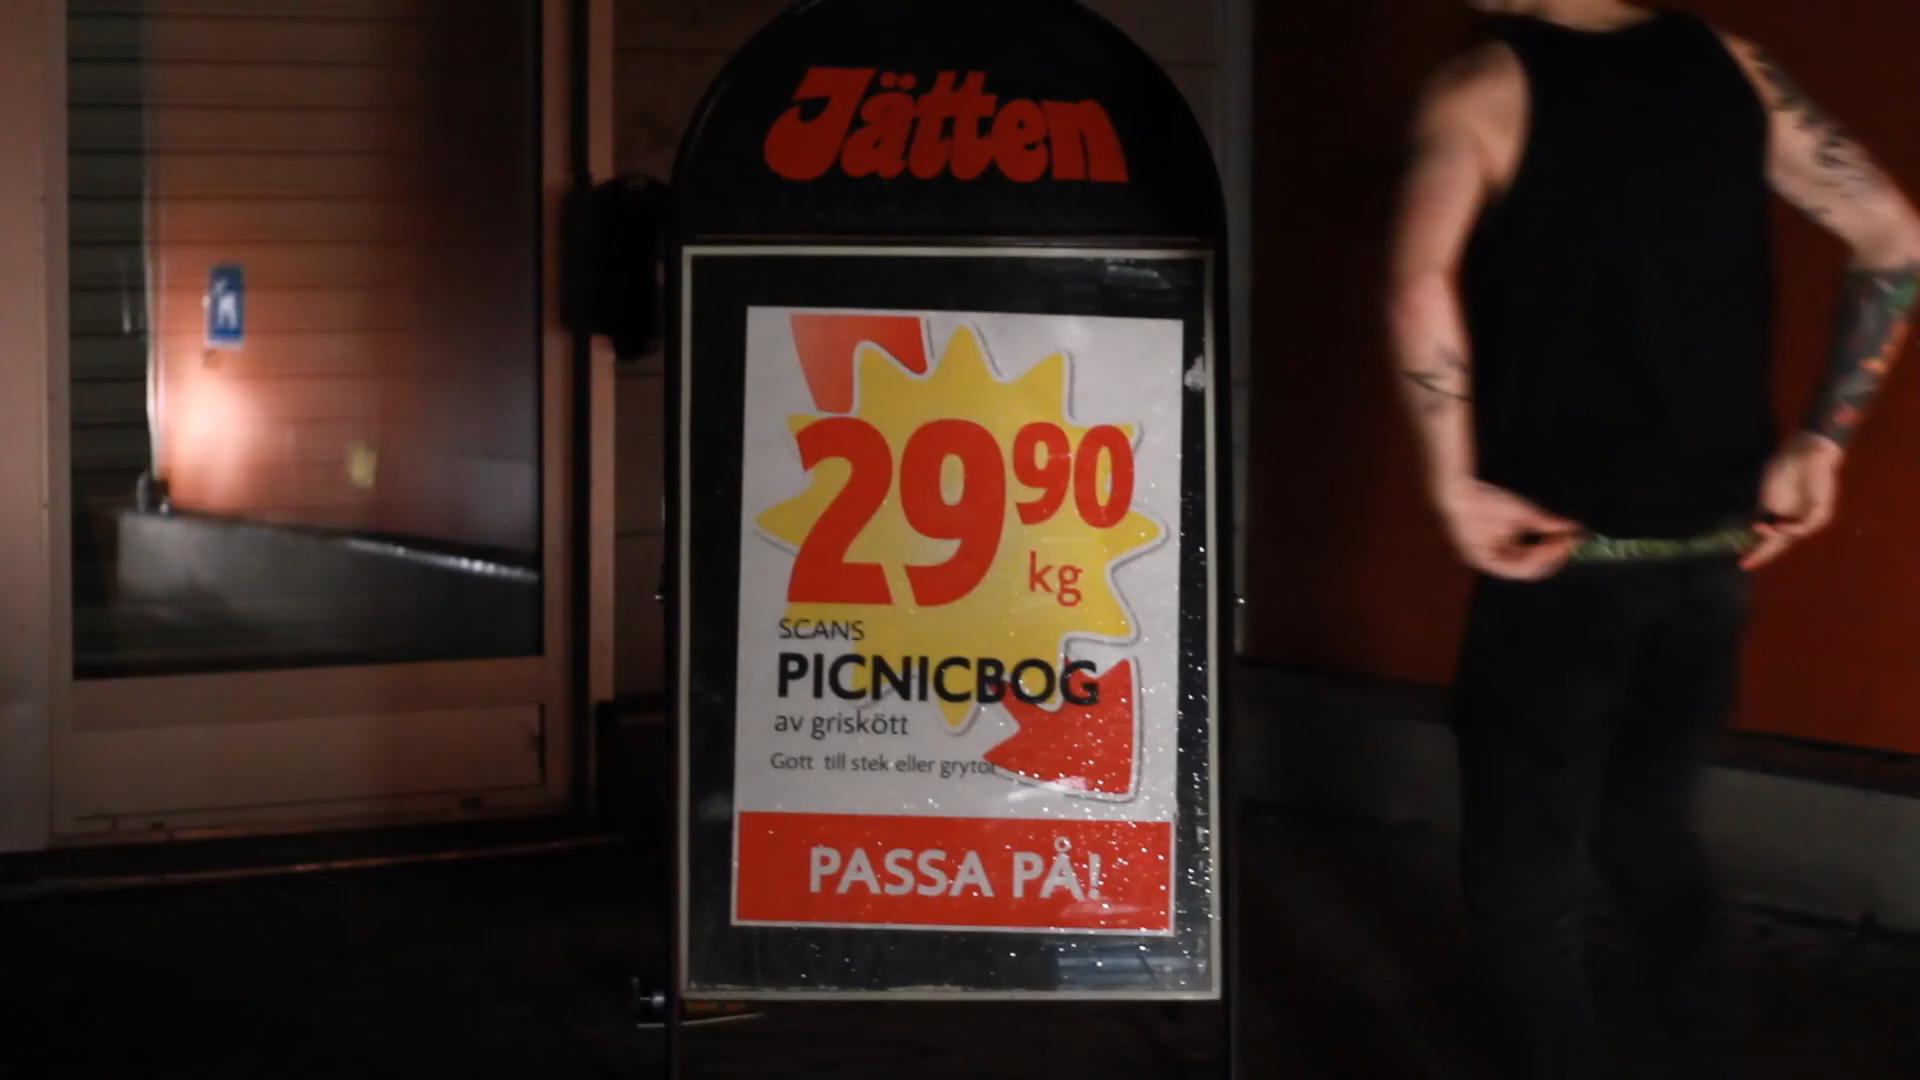 Jätten
29 90
kg
SCANS
PICNICBOG
av griskött
Gott till stek eller grytor
PASSA PÅ!